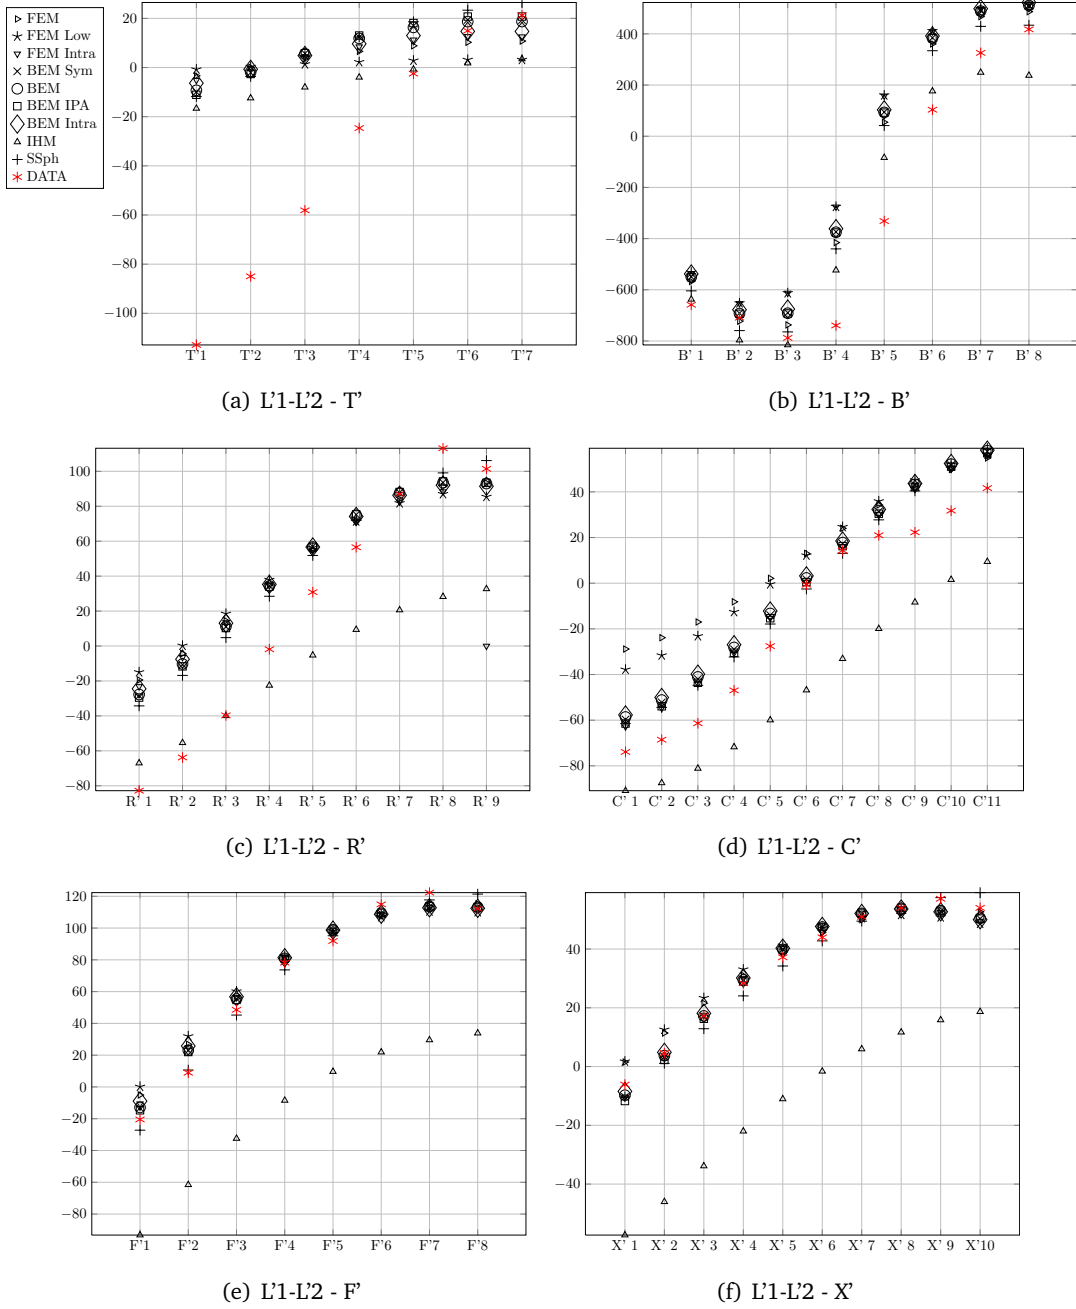 FEM
FEM Low
FEM Intra
BEM Sym
BEM
BEM IPA
BEM Intra
IHM
SSph
DATA
20
0
−20
−40
−60
−80
−100
T'1 T'2 T'3 T'4 T'5 T'6 T'7
(a) L'1-L'2 - T'
400
200
0
−200
−400
−600
−800
B' 1 B' 2 B' 3 B' 4 B' 5 B' 6 B' 7 B' 8
(b) L'1-L'2 - B'
100
80
60
40
20
0
−20
−40
−60
−80
R' 1 R' 2 R' 3 R' 4 R' 5 R' 6 R' 7 R' 8 R' 9
(c) L'1-L'2 - R'
40
20
0
−20
−40
−60
−80
C' 1 C' 2 C' 3 C' 4 C' 5 C' 6 C' 7 C' 8 C' 9 C'10 C'11
(d) L'1-L'2 - C'
120
100
80
60
40
20
0
−20
−40
−60
−80
F'1 F'2 F'3 F'4 F'5 F'6 F'7 F'8
(e) L'1-L'2 - F'
40
20
0
−20
−40
X' 1 X' 2 X' 3 X' 4 X' 5 X' 6 X' 7 X' 8 X' 9 X'10
(f) L'1-L'2 - X'